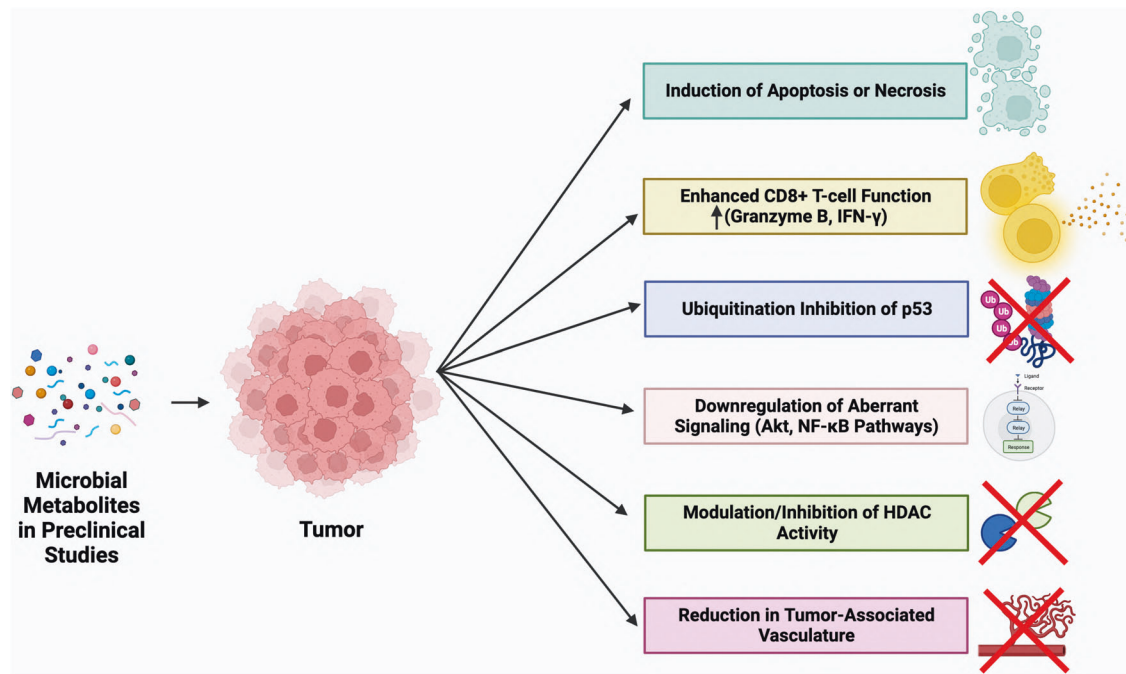 Microbial
Metabolites
in Preclinical
Studies
Tumor
Induction of Apoptosis or Necrosis
Enhanced CD8+ T-cell Function
↑(Granzyme B, IFN-γ)
Ubiquitination Inhibition of p53
Ub
Ub
Ub
Ub
Downregulation of Aberrant
Signaling (Akt, NF-κB Pathways)
Ligand
Receptor
Relay
Relay
Response
Modulation/Inhibition of HDAC
Activity
Reduction in Tumor-Associated
Vasculature